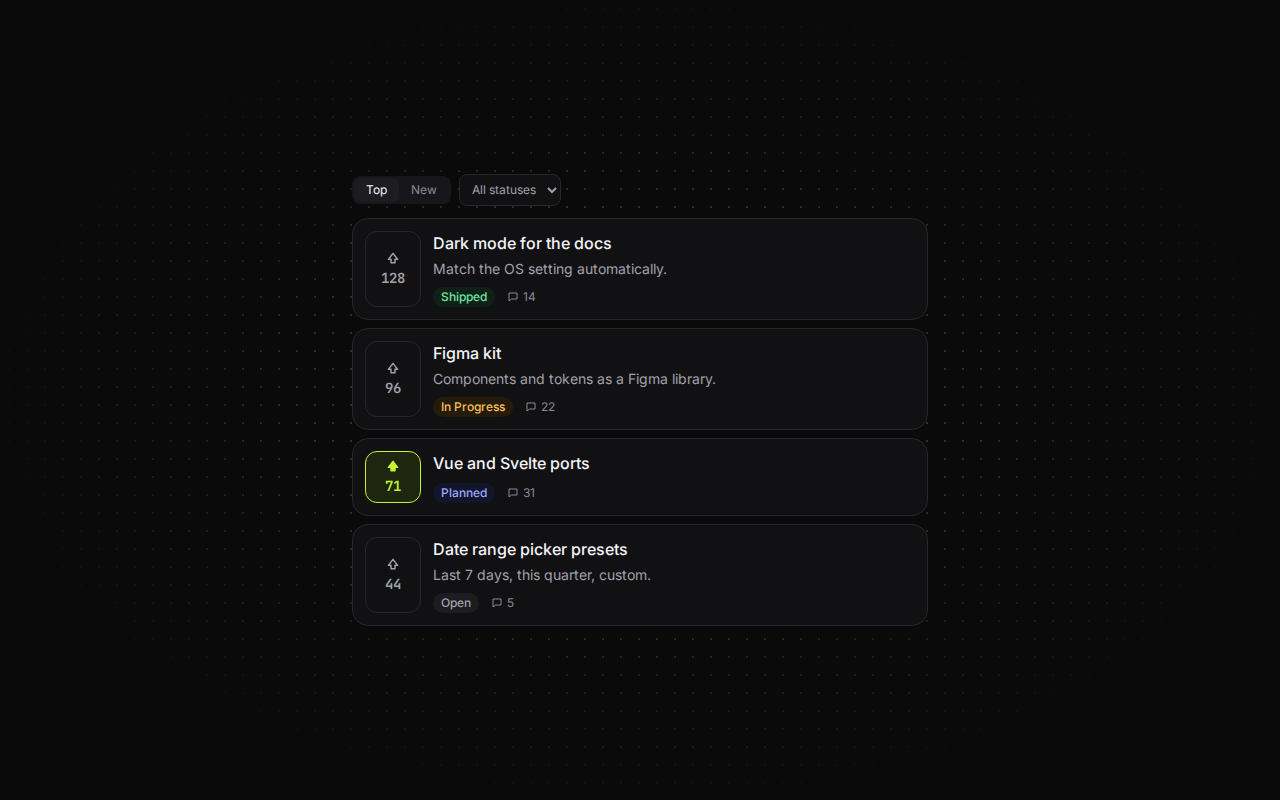 Top New All statuses
Dark mode for the docs
128
Match the OS setting automatically.
Shipped 14
Figma kit
96
Components and tokens as a Figma library.
In Progress 22
Vue and Svelte ports
71
Planned 31
Date range picker presets
44
Last 7 days, this quarter, custom.
Open 5